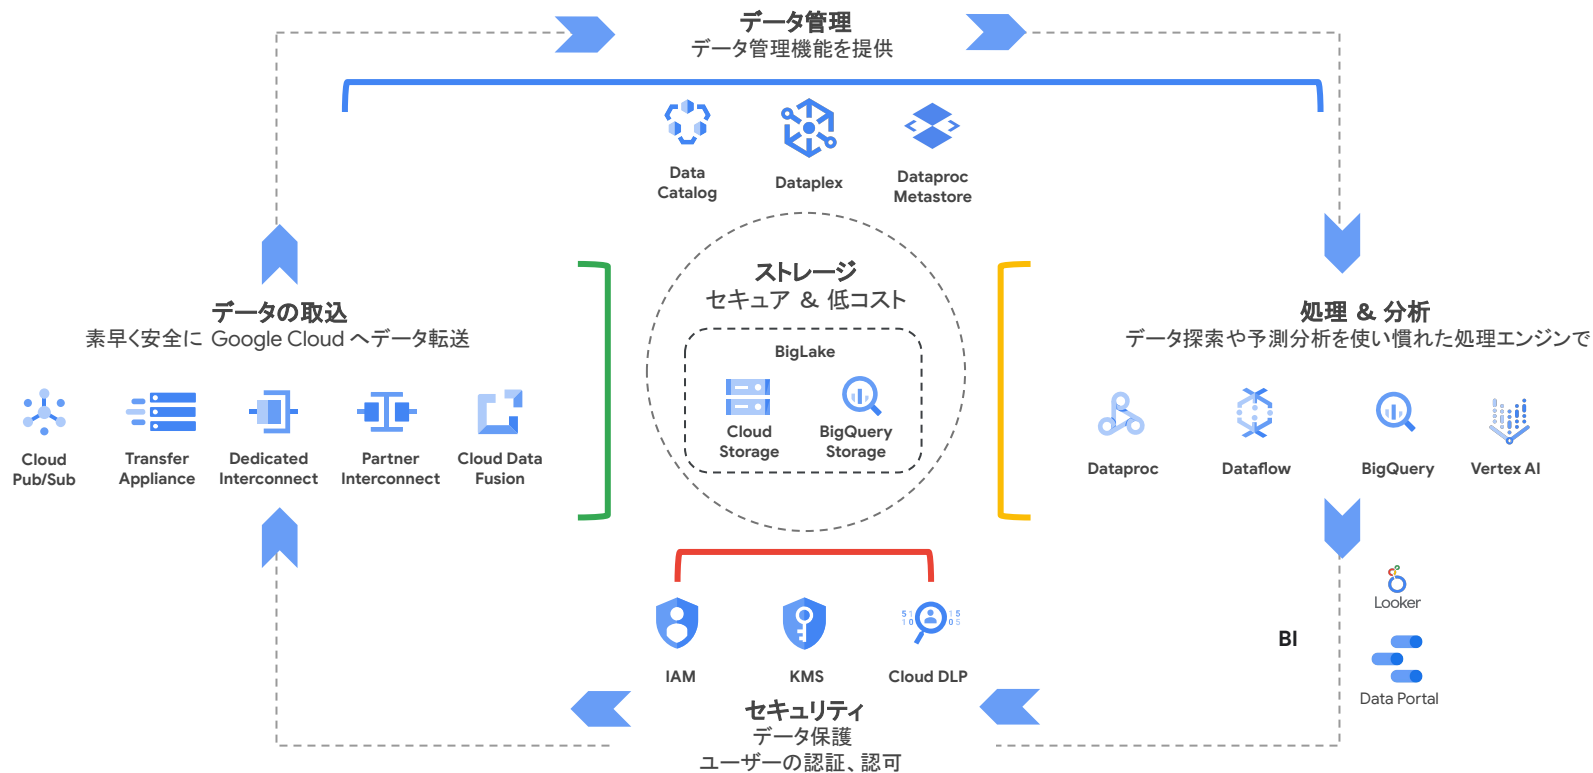 データ管理
データ管理機能を提供
Data
Catalog
Dataplex
Dataproc
Metastore
データの取込
素早く安全に Google Cloud へデータ転送
Cloud
Pub/Sub
Transfer
Appliance
Dedicated
Interconnect
Partner
Interconnect
Cloud Data
Fusion
ストレージ
セキュア & 低コスト
BigLake
Cloud
Storage
BigQuery
Storage
処理 & 分析
データ探索や予測分析を使い慣れた処理エンジンで
Dataproc
Dataflow
BigQuery
Vertex AI
BI
Looker
Data Portal
IAM
KMS
Cloud DLP
セキュリティ
データ保護
ユーザーの認証、認可